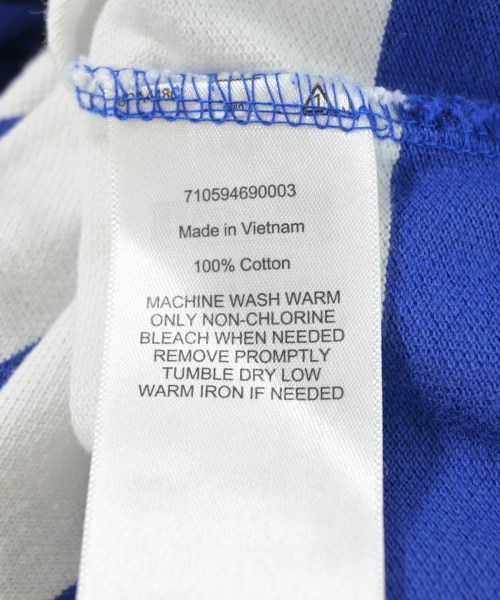 710594690003
Made in Vietnam
100% Cotton
MACHINE WASH WARM
ONLY NON-CHLORINE
BLEACH WHEN NEEDED
REMOVE PROMPTLY
TUMBLE DRY LOW
WARM IRON IF NEEDED